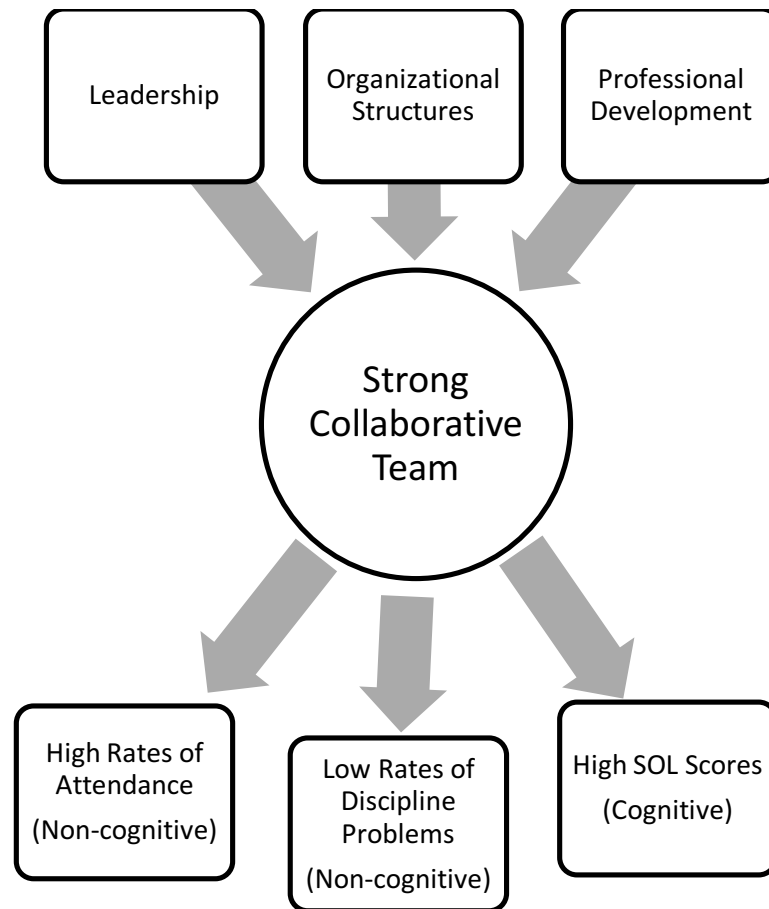 Leadership
Organizational
Structures
Professional
Development
Strong
Collaborative
Team
High Rates of
Attendance
(Non-cognitive)
Low Rates of
Discipline
Problems
(Non-cognitive)
High SOL Scores
(Cognitive)